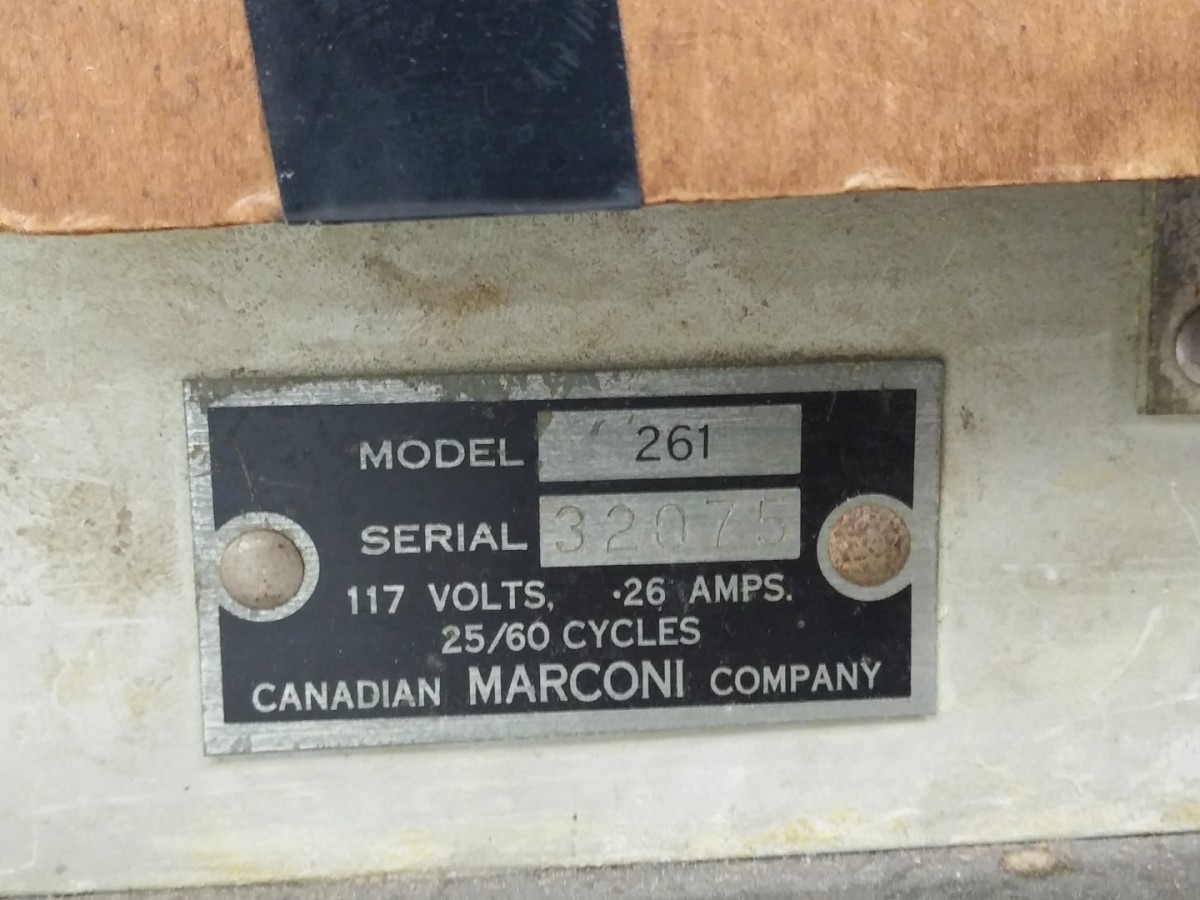 MODEL 261
SERIAL 32075
117 VOLTS, .26 AMPS.
25/60 CYCLES
CANADIAN MARCONI COMPANY